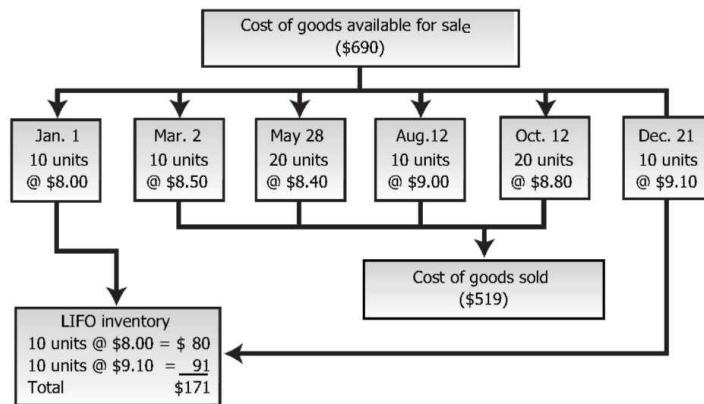 Cost of goods available for sale
($690)
Jan. 1
10 units
@ $8.00
Mar. 2
10 units
@ $8.50
May 28
20 units
@ $8.40
Aug.12
10 units
@ $9.00
Oct. 12
20 units
@ $8.80
Dec. 21
10 units
@ $9.10
Cost of goods sold
($519)
LIFO inventory
10 units @ $8.00 = $ 80
10 units @ $9.10 = 91
Total $171